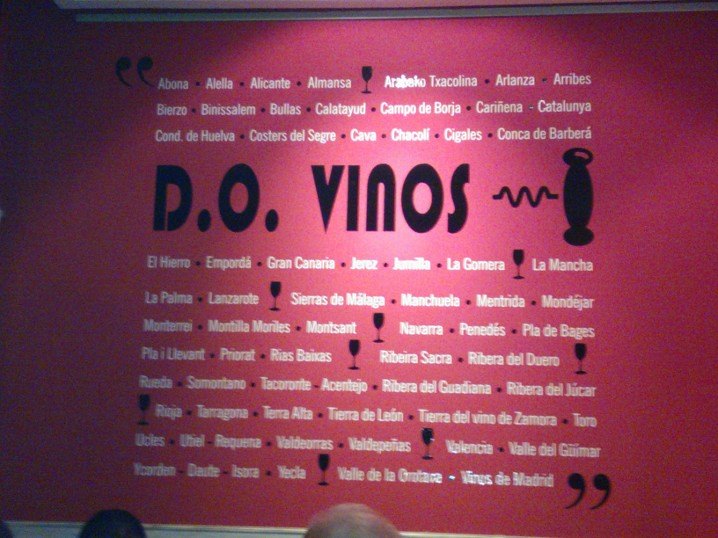 “ Abona • Alella • Alicante • Almansa Arabako Txacolina • Arlanza • Arribes
Bierzo • Binissalem • Bullas • Calatayud • Campo de Borja • Cariñena - Catalunya
Cond. de Huelva • Costers del Segre • Cava • Chacolí • Cigales • Conca de Barberá
D.O. VINOS
El Hierro • Empordá • Gran Canaria • Jerez • Jumilla • La Gomera La Mancha
La Palma • Lanzarote Sierras de Málaga • Manchuela • Mentrida • Mondéjar
Monterrei • Montilla Moriles • Montsant Navarra • Penedés • Pla de Bages
Pla i Llevant • Priorat • Rias Baixas Ribeira Sacra • Ribera del Duero
Rueda • Somontano • Tacoronte - Acentejo • Ribera del Guadiana • Ribera del Júcar
Rioja • Tarragona • Terra Alta • Tierra de León • Tierra del vino de Zamora • Toro
Ucles • Utiel - Requena • Valdeorras • Valdepeñas Valencia • Valle del Güímar
Ycorden - Daute - Isora • Yecla Valle de la Orotava - Vinos de Madrid ”